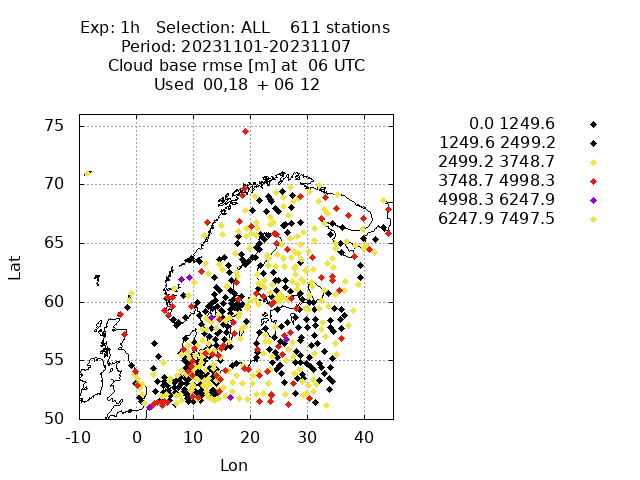 Exp: 1h Selection: ALL 611 stations
Period: 20231101-20231107
Cloud base rmse [m] at 06 UTC
Used 00,18 + 06 12
0.0 1249.6
1249.6 2499.2
2499.2 3748.7
3748.7 4998.3
4998.3 6247.9
6247.9 7497.5
75
70
65
60
55
50
Lat
-10 0 10 20 30 40
Lon